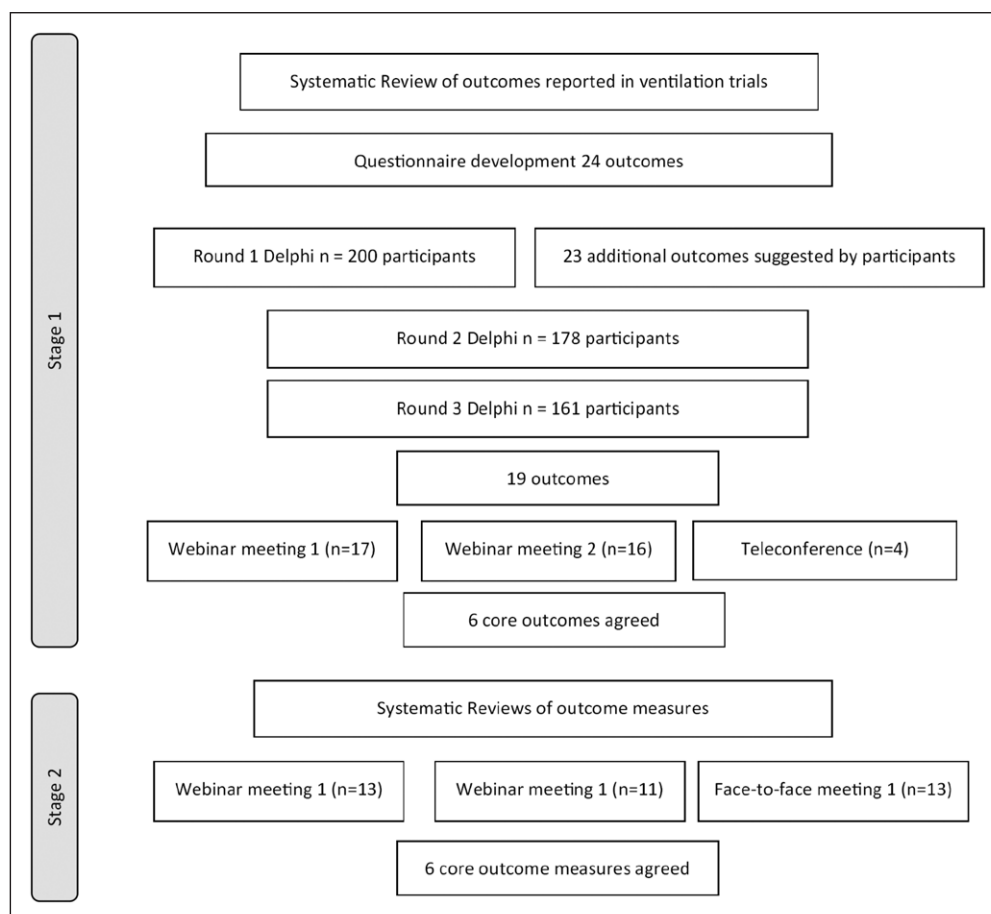 Stage 1
Systematic Review of outcomes reported in ventilation trials
Questionnaire development 24 outcomes
Round 1 Delphi n = 200 participants
23 additional outcomes suggested by participants
Round 2 Delphi n = 178 participants
Round 3 Delphi n = 161 participants
19 outcomes
Webinar meeting 1 (n=17)
Webinar meeting 2 (n=16)
Teleconference (n=4)
6 core outcomes agreed
Stage 2
Systematic Reviews of outcome measures
Webinar meeting 1 (n=13)
Webinar meeting 1 (n=11)
Face-to-face meeting 1 (n=13)
6 core outcome measures agreed